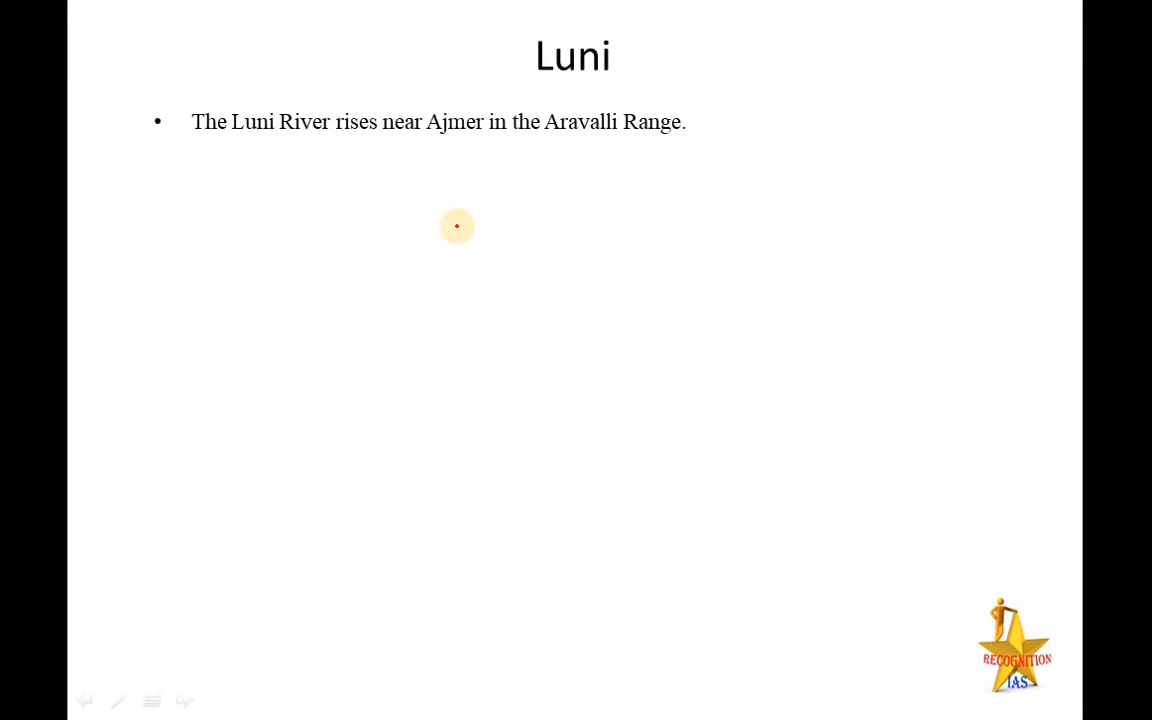 Luni
• The Luni River rises near Ajmer in the Aravalli Range.
RECOGNITION
IAS